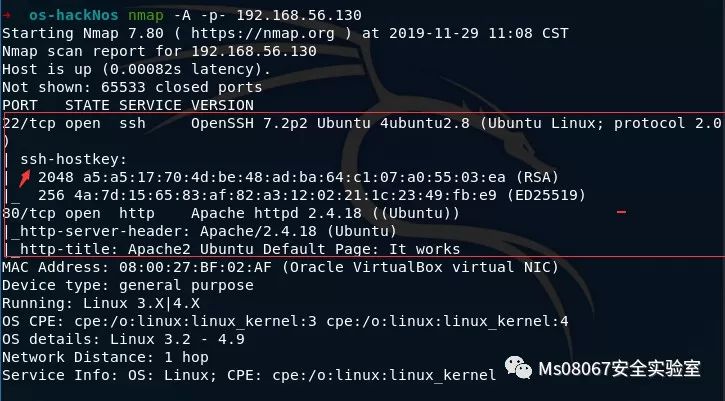 → os-hackNos nmap -A -p- 192.168.56.130
Starting Nmap 7.80 ( https://nmap.org ) at 2019-11-29 11:08 CST
Nmap scan report for 192.168.56.130
Host is up (0.00082s latency).
Not shown: 65533 closed ports
PORT   STATE SERVICE VERSION
22/tcp open  ssh     OpenSSH 7.2p2 Ubuntu 4ubuntu2.8 (Ubuntu Linux; protocol 2.0
)
| ssh-hostkey:
|   2048 a5:a5:17:70:4d:be:48:ad:ba:64:c1:07:a0:55:03:ea (RSA)
|_  256 4a:7d:15:65:83:af:82:a3:12:02:21:1c:23:49:fb:e9 (ED25519)
80/tcp open  http    Apache httpd 2.4.18 ((Ubuntu))
|_http-server-header: Apache/2.4.18 (Ubuntu)
|_http-title: Apache2 Ubuntu Default Page: It works
MAC Address: 08:00:27:BF:02:AF (Oracle VirtualBox virtual NIC)
Device type: general purpose
Running: Linux 3.X|4.X
OS CPE: cpe:/o:linux:linux_kernel:3 cpe:/o:linux:linux_kernel:4
OS details: Linux 3.2 - 4.9
Network Distance: 1 hop
Service Info: OS: Linux; CPE: cpe:/o:linux:linux_kernel
Ms08067安全实验室